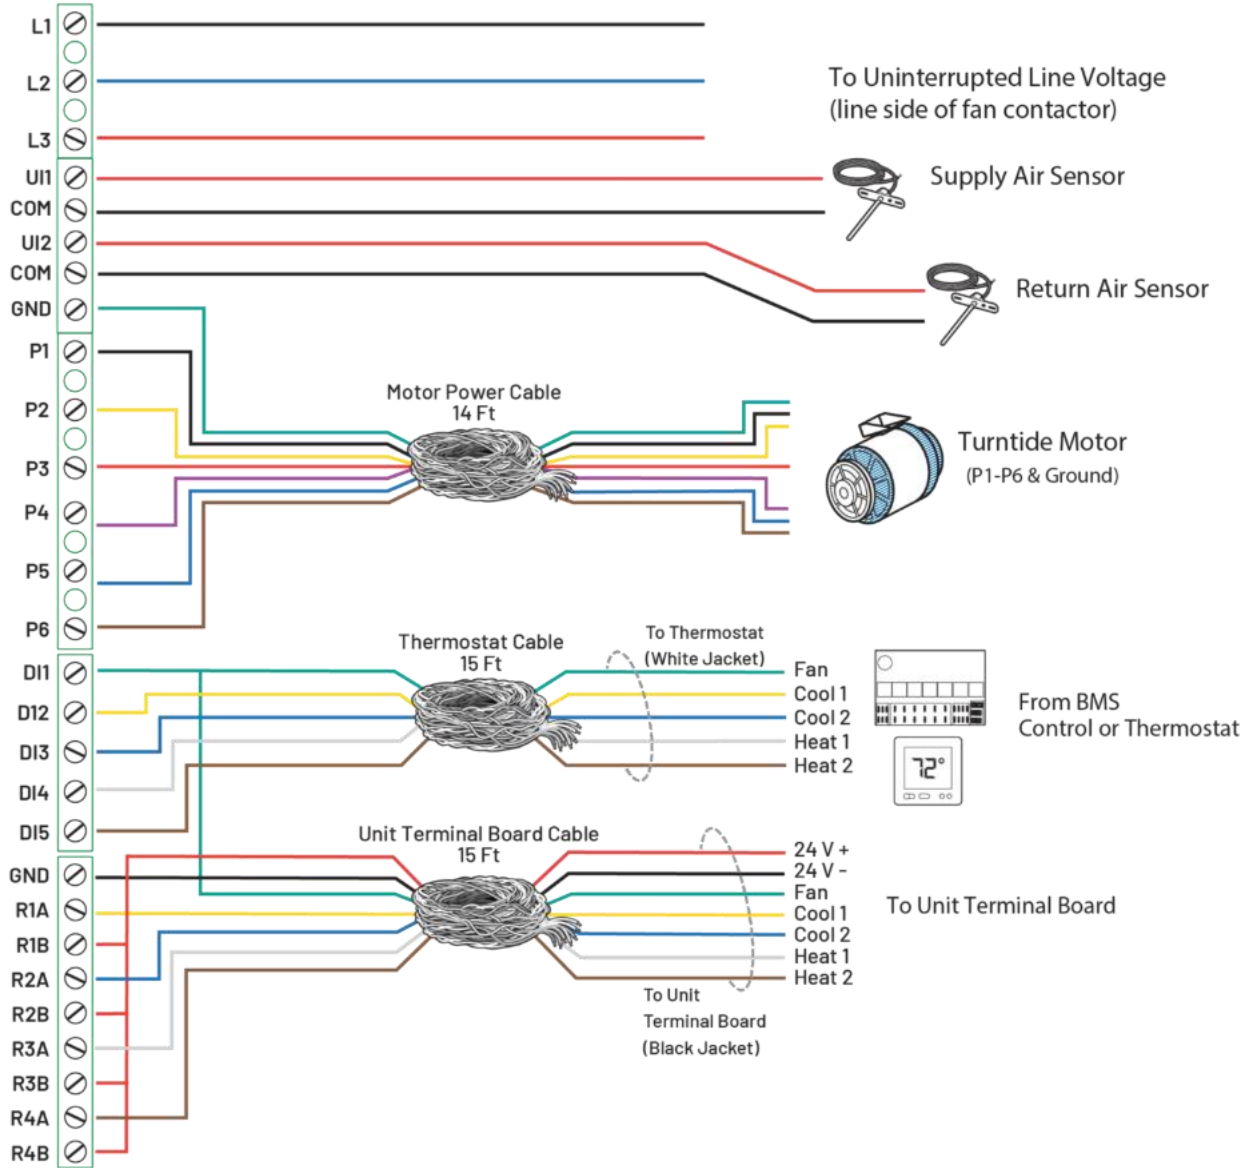 L1
L2
L3
UI1
COM
UI2
COM
GND
P1
P2
P3
P4
P5
P6
DI1
D12
DI3
DI4
DI5
GND
R1A
R1B
R2A
R2B
R3A
R3B
R4A
R4B
To Uninterrupted Line Voltage
(line side of fan contactor)
Supply Air Sensor
Return Air Sensor
Motor Power Cable
14 Ft
Turntide Motor
(P1-P6 & Ground)
Thermostat Cable
15 Ft
To Thermostat
(White Jacket)
Fan
Cool 1
Cool 2
Heat 1
Heat 2
From BMS
Control or Thermostat
72°
Unit Terminal Board Cable
15 Ft
24 V +
24 V -
Fan
Cool 1
Cool 2
Heat 1
Heat 2
To Unit Terminal Board
To Unit
Terminal Board
(Black Jacket)